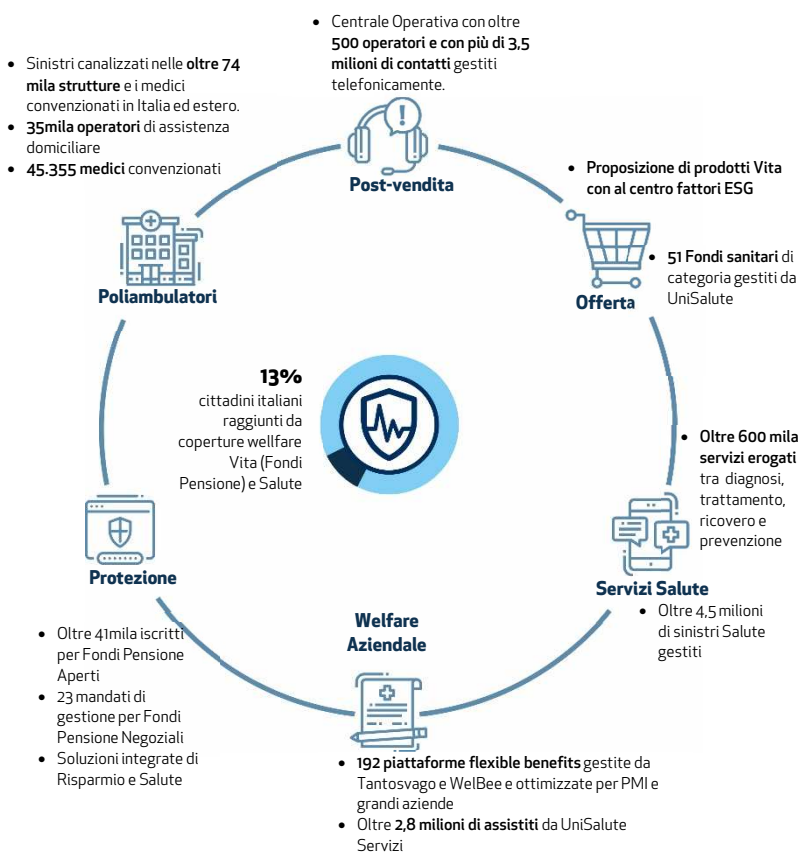 • Centrale Operativa con oltre
500 operatori e con più di 3,5
milioni di contatti gestiti
telefonicamente.
Post-vendita
• Sinistri canalizzati nelle oltre 74
mila strutture e i medici
convenzionati in Italia ed estero.
• 35mila operatori di assistenza
domiciliare
• 45.355 medici convenzionati
Poliambulatori
• Proposizione di prodotti Vita
con al centro fattori ESG
• 51 Fondi sanitari di
categoria gestiti da
UniSalute
Offerta
13%
cittadini italiani
raggiunti da
coperture wellfare
Vita (Fondi
Pensione) e Salute
• Oltre 600 mila
servizi erogati
tra diagnosi,
trattamento,
ricovero e
prevenzione
Servizi Salute
• Oltre 4,5 milioni
di sinistri Salute
gestiti
Protezione
• Oltre 41mila iscritti
per Fondi Pensione
Aperti
• 23 mandati di
gestione per Fondi
Pensione Negoziali
• Soluzioni integrate di
Risparmio e Salute
Welfare
Aziendale
• 192 piattaforme flexible benefits gestite da
Tantosvago e WelBee e ottimizzate per PMI e
grandi aziende
• Oltre 2,8 milioni di assistiti da UniSalute
Servizi